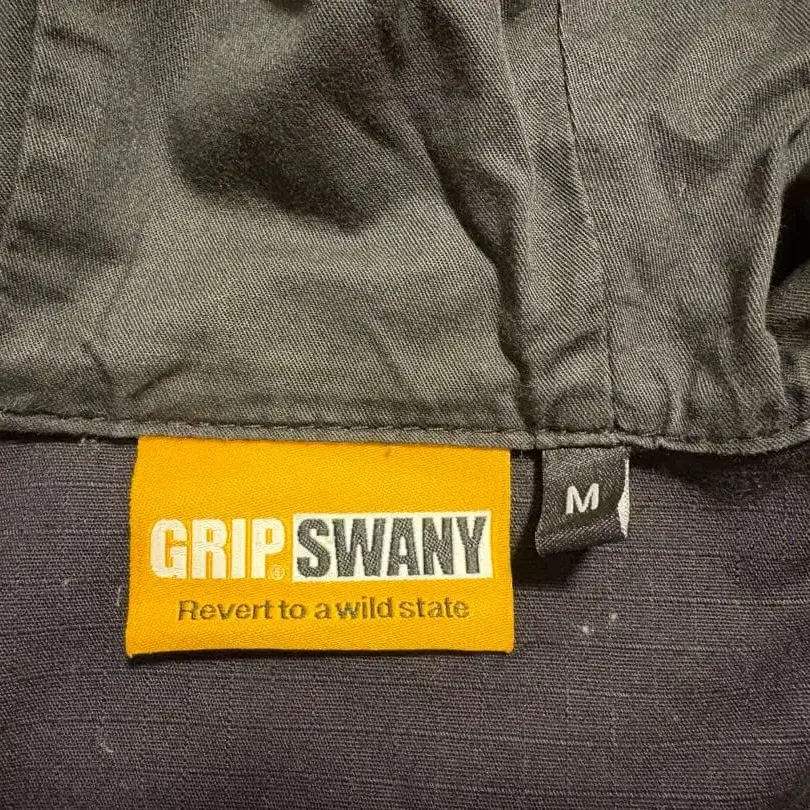 GRIP SWANY
Revert to a wild state
M